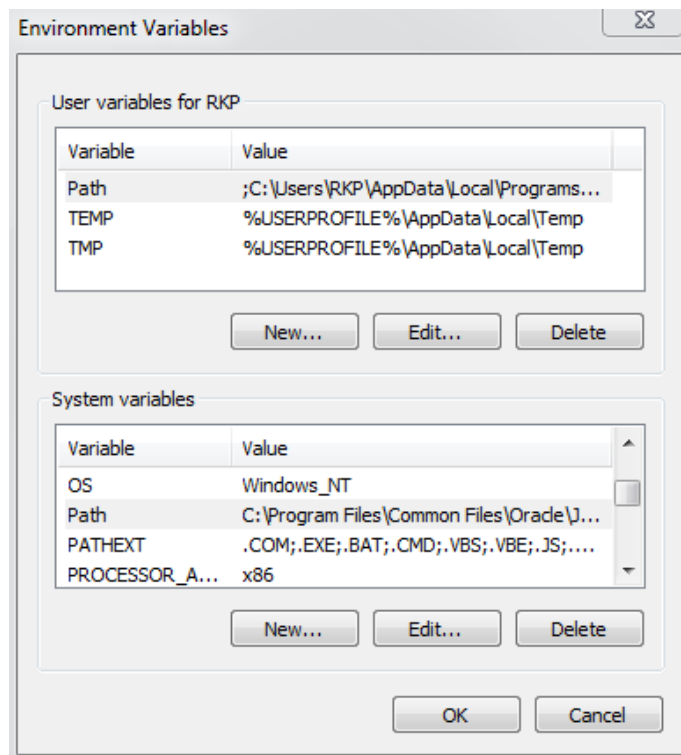 Environment Variables
User variables for RKP
Variable Value
Path ;C:\Users\RKP\AppData\Local\Programs...
TEMP %USERPROFILE%\AppData\Local\Temp
TMP %USERPROFILE%\AppData\Local\Temp
New... Edit... Delete
System variables
Variable Value
OS Windows_NT
Path C:\Program Files\Common Files\Oracle\J...
PATHEXT .COM;.EXE;.BAT;.CMD;.VBS;.VBE;.JS;....
PROCESSOR_A... x86
New... Edit... Delete
OK Cancel